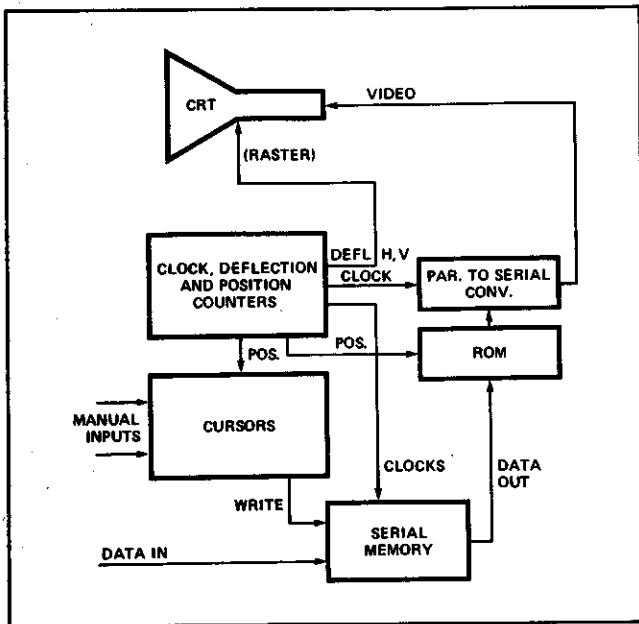 CRT
VIDEO
(RASTER)
DEFL H, V
CLOCK, DEFLECTION
AND POSITION
COUNTERS
CLOCK
PAR. TO SERIAL
CONV.
POS.
POS.
ROM
MANUAL
INPUTS
CURSORS
CLOCKS
DATA
OUT
WRITE
SERIAL
MEMORY
DATA IN